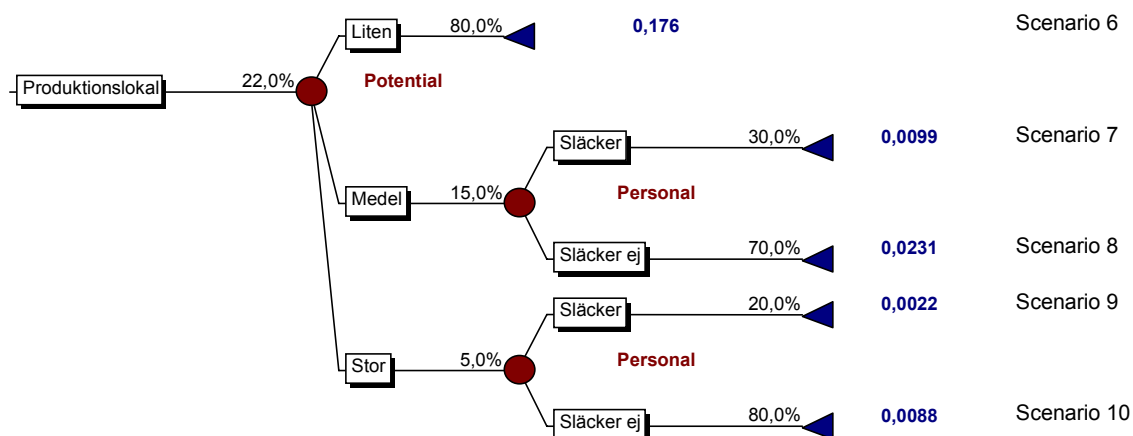 Liten 80,0% 0,176 Scenario 6
Produktionslokal 22,0% Potential
Släcker 30,0% 0,0099 Scenario 7
Medel 15,0% Personal
Släcker ej 70,0% 0,0231 Scenario 8
Släcker 20,0% 0,0022 Scenario 9
Stor 5,0% Personal
Släcker ej 80,0% 0,0088 Scenario 10